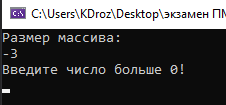 C:\Users\KDroz\Desktop\экзамен ПМ
Размер массива:
-3
Введите число больше 0!